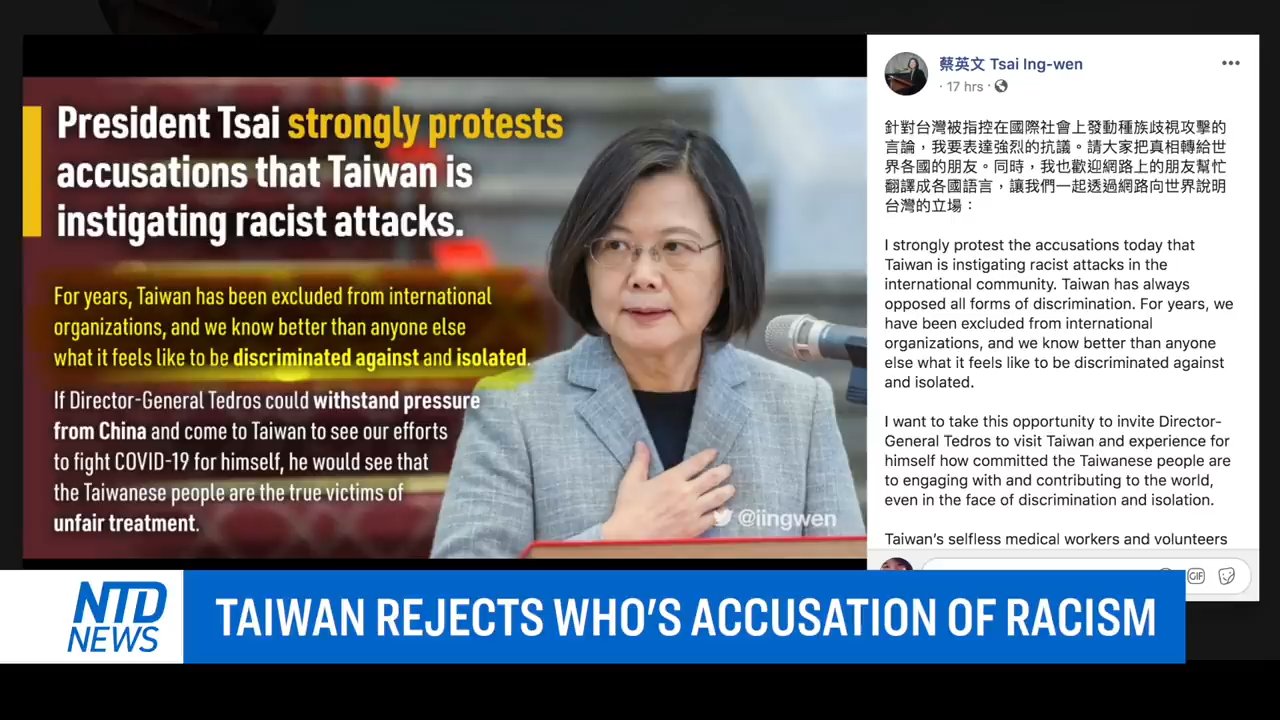 President Tsai strongly protests
accusations that Taiwan is
instigating racist attacks.
For years, Taiwan has been excluded from international
organizations, and we know better than anyone else
what it feels like to be discriminated against and isolated.
If Director-General Tedros could withstand pressure
from China and come to Taiwan to see our efforts
to fight COVID-19 for himself, he would see that
the Taiwanese people are the true victims of
unfair treatment.
@iingwen
蔡英文 Tsai Ing-wen
· 17 hrs ·
針對台灣被指控在國際社會上發動種族歧視攻擊的
言論，我要表達強烈的抗議。請大家把真相轉給世
界各國的朋友。同時，我也歡迎網路上的朋友幫忙
翻譯成各國語言，讓我們一起透過網路向世界說明
台灣的立場：
I strongly protest the accusations today that
Taiwan is instigating racist attacks in the
international community. Taiwan has always
opposed all forms of discrimination. For years, we
have been excluded from international
organizations, and we know better than anyone
else what it feels like to be discriminated against
and isolated.
I want to take this opportunity to invite Director-
General Tedros to visit Taiwan and experience for
himself how committed the Taiwanese people are
to engaging with and contributing to the world,
even in the face of discrimination and isolation.
Taiwan's selfless medical workers and volunteers
GIF
NTD
NEWS
TAIWAN REJECTS WHO'S ACCUSATION OF RACISM